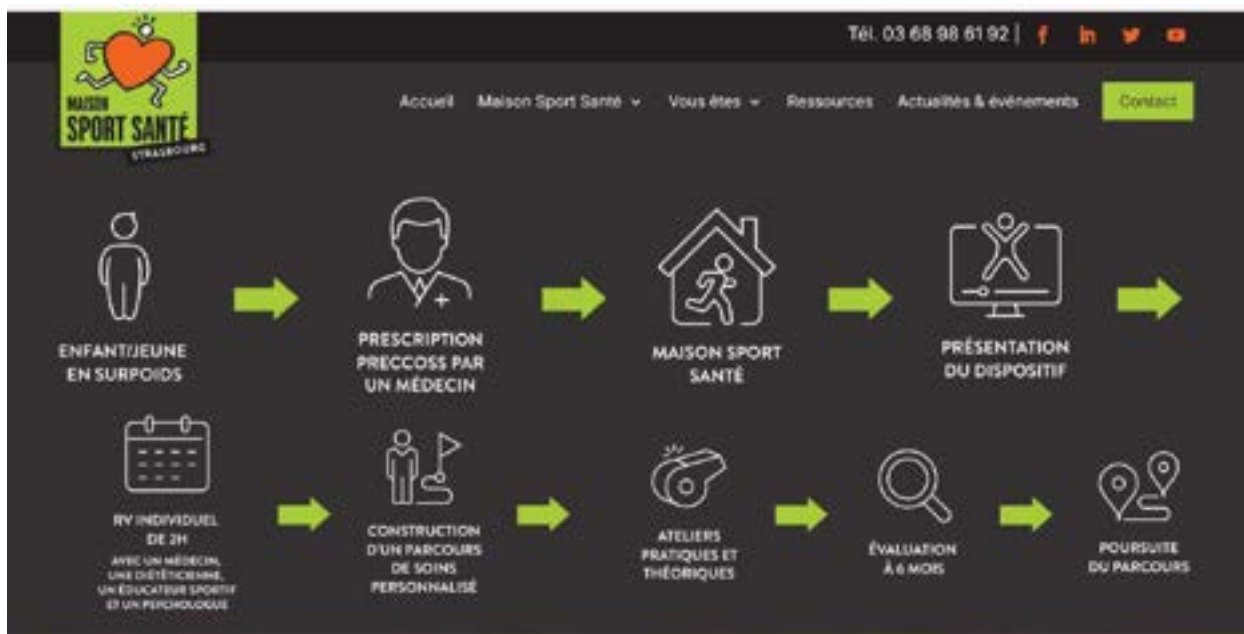 Tél. 03 68 98 61 92 |
MAISON
SPORT SANTÉ
STRASBOURG
Accueil Maison Sport Santé Vous êtes Ressources Actualités & événements Contact
ENFANT/JEUNE
EN SURPOIDS
PRESCRIPTION
PRECCOSS PAR
UN MÉDECIN
MAISON SPORT
SANTÉ
PRÉSENTATION
DU DISPOSITIF
RV INDIVIDUEL
DE 2H
AVEC UN MÉDECIN,
UNE DIÉTÉTICIENNE,
UN ÉDUCATEUR SPORTIF
ET UN PSYCHOLOGUE
CONSTRUCTION
D'UN PARCOURS
DE SOINS
PERSONNALISÉ
ATELIERS
PRATIQUES ET
THÉORIQUES
ÉVALUATION
À 6 MOIS
POURSUITE
DU PARCOURS